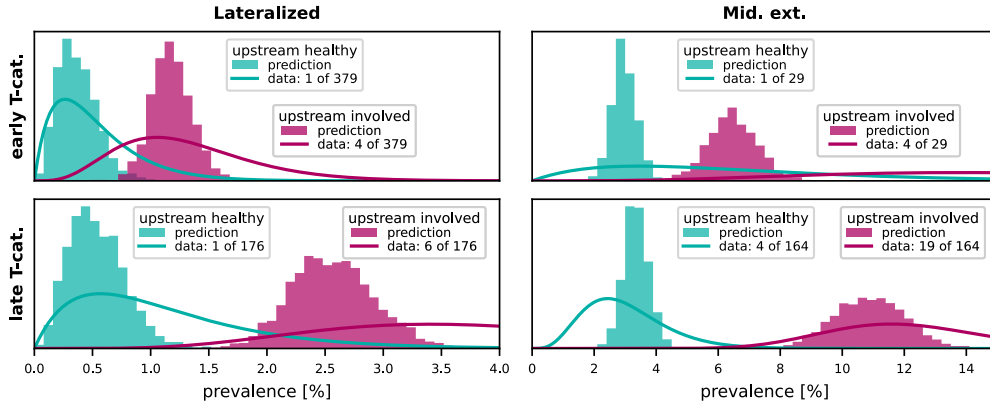 Lateralized
Mid. ext.
early T-cat.
upstream healthy
prediction
data: 1 of 379
upstream involved
prediction
data: 4 of 379
upstream healthy
prediction
data: 1 of 29
upstream involved
prediction
data: 4 of 29
late T-cat.
upstream healthy
prediction
data: 1 of 176
upstream involved
prediction
data: 6 of 176
upstream healthy
prediction
data: 4 of 164
upstream involved
prediction
data: 19 of 164
0.0 0.5 1.0 1.5 2.0 2.5 3.0 3.5 4.0
0 2 4 6 8 10 12 14
prevalence [%]
prevalence [%]